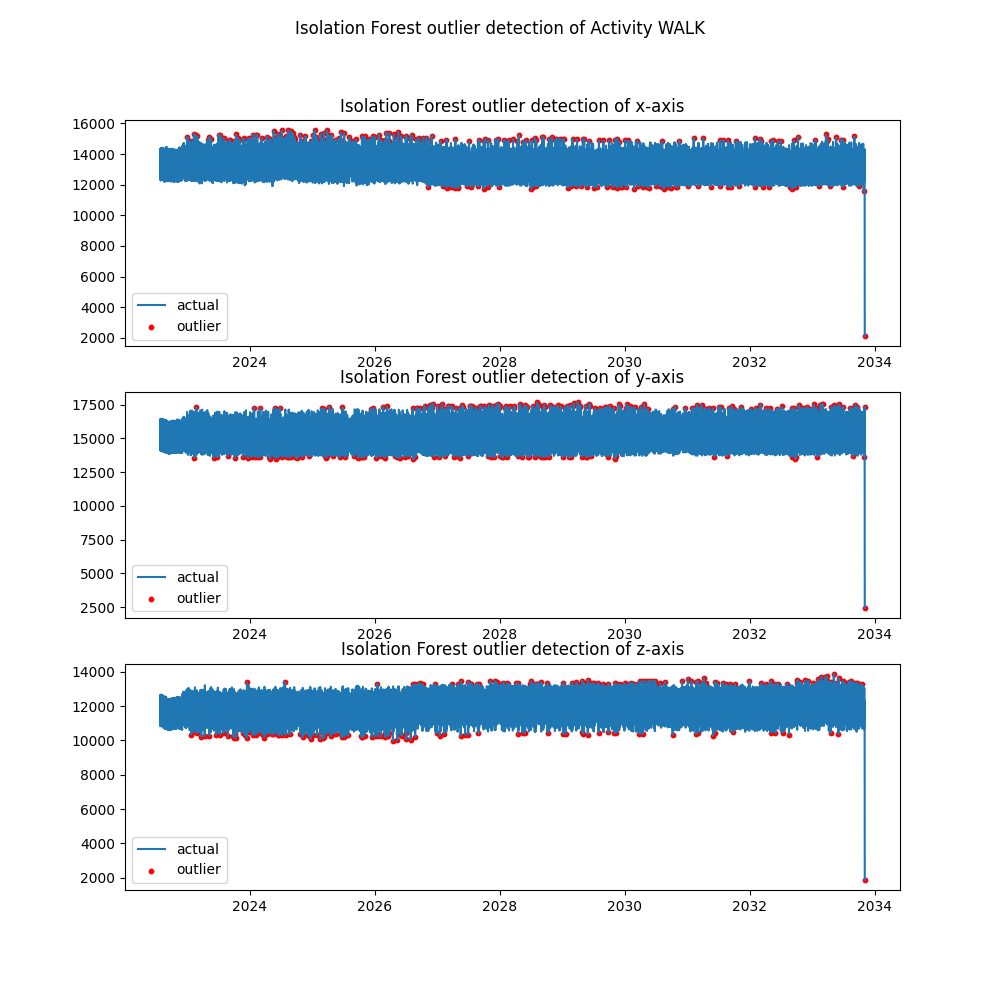 Isolation Forest outlier detection of Activity WALK
Isolation Forest outlier detection of x-axis
16000
14000
12000
10000
8000
6000
4000
2000
actual
outlier
2024 2026 2028 2030 2032 2034
Isolation Forest outlier detection of y-axis
17500
15000
12500
10000
7500
5000
2500
actual
outlier
2024 2026 2028 2030 2032 2034
Isolation Forest outlier detection of z-axis
14000
12000
10000
8000
6000
4000
2000
actual
outlier
2024 2026 2028 2030 2032 2034